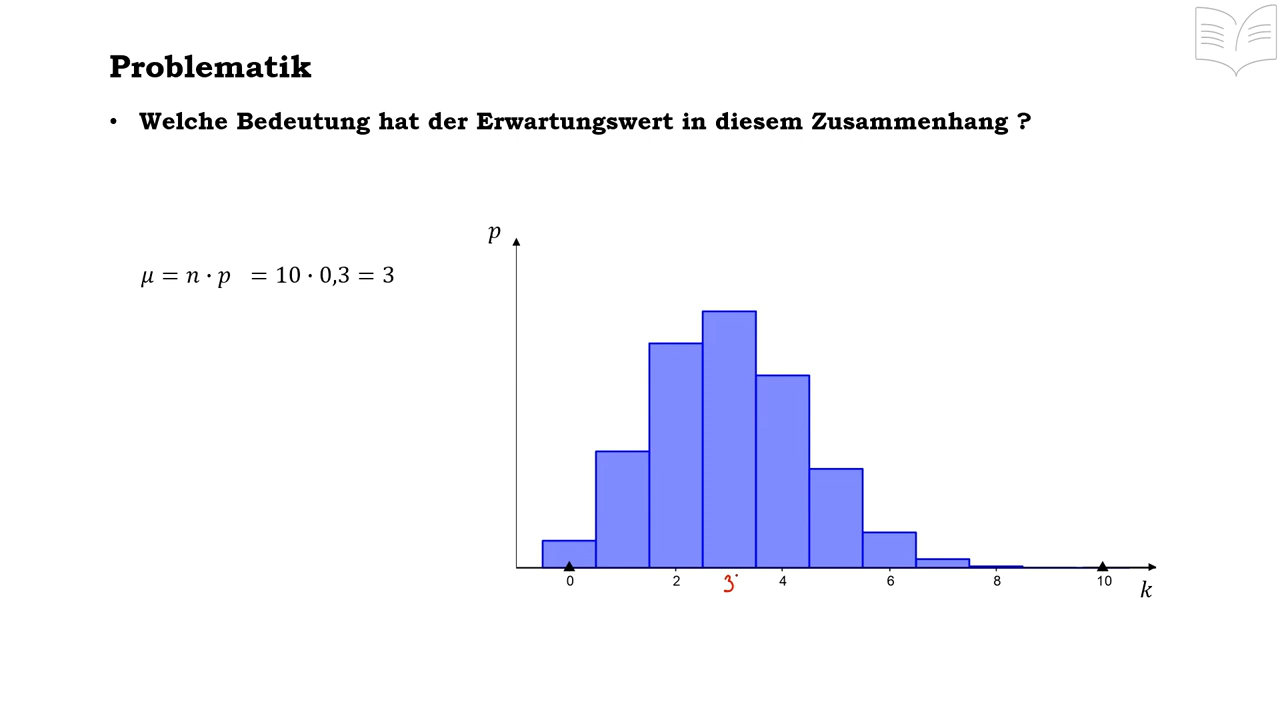 Problematik
• Welche Bedeutung hat der Erwartungswert in diesem Zusammenhang ?
p
μ = n · p = 10 · 0,3 = 3
0 2 3 4 6 8 10
k